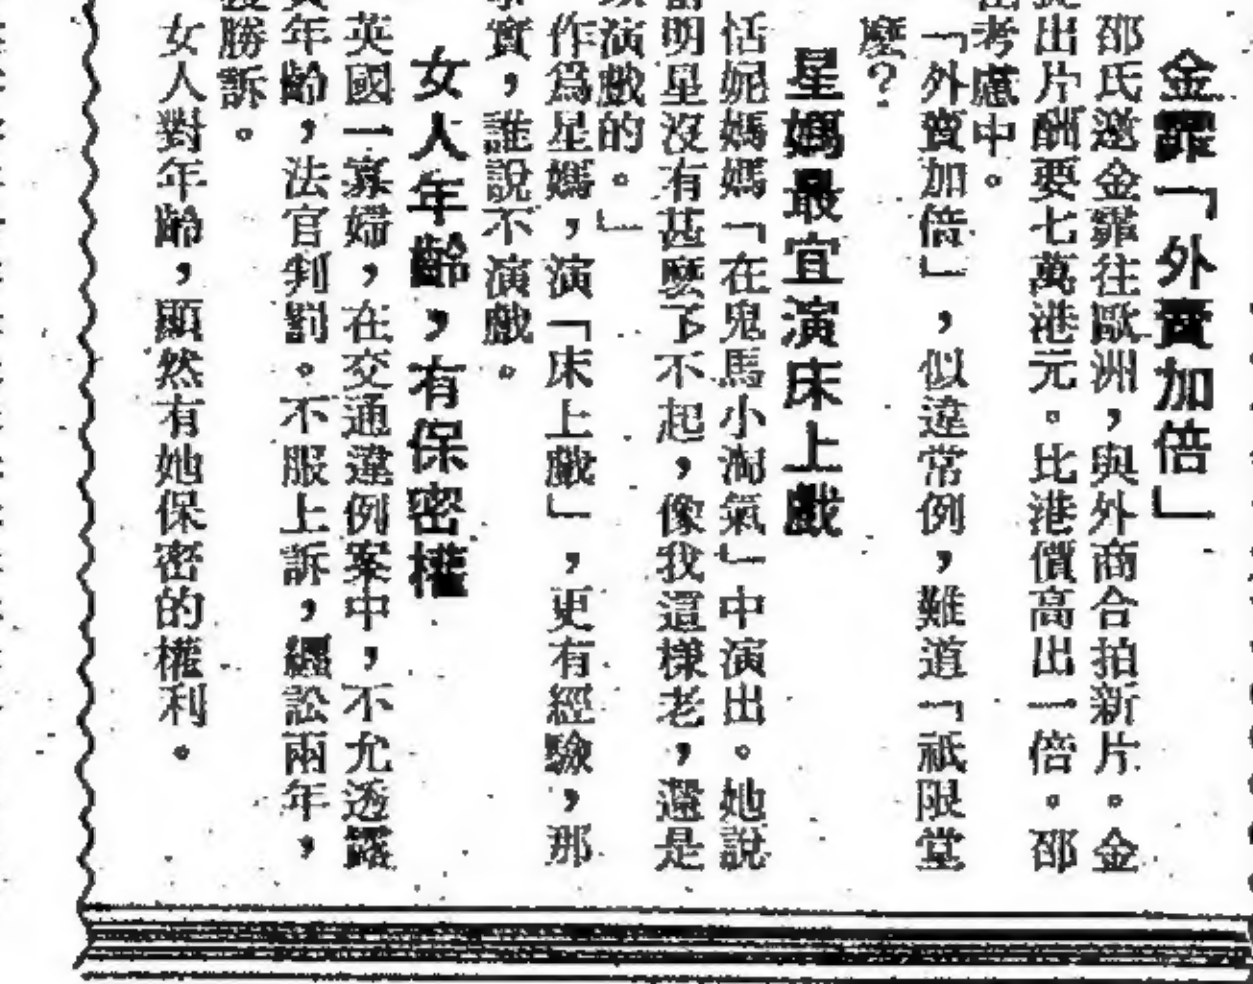 金霏「外賣加倍」
邵氏邀金霏往歐洲，與外商合拍新片。金
出片酬要七萬港元。比港價高出一倍。邵
考慮中。
「外賣加倍」，似違常例，難道「祇限堂
麼？
星媽最宜演床上戲
恬妮媽媽「在鬼馬小淘氣」中演出。她說
明星沒有甚麼了不起，像我這樣老，還是
演戲的。」
作爲星媽，演「床上戲」，更有經驗，那
實，誰說不演戲。
女人年齡，有保密權
英國一寡婦，在交通違例案中，不允透露
年齡，法官判罰。不服上訴，纏訟兩年，
勝訴。
女人對年齡，顯然有她保密的權利。